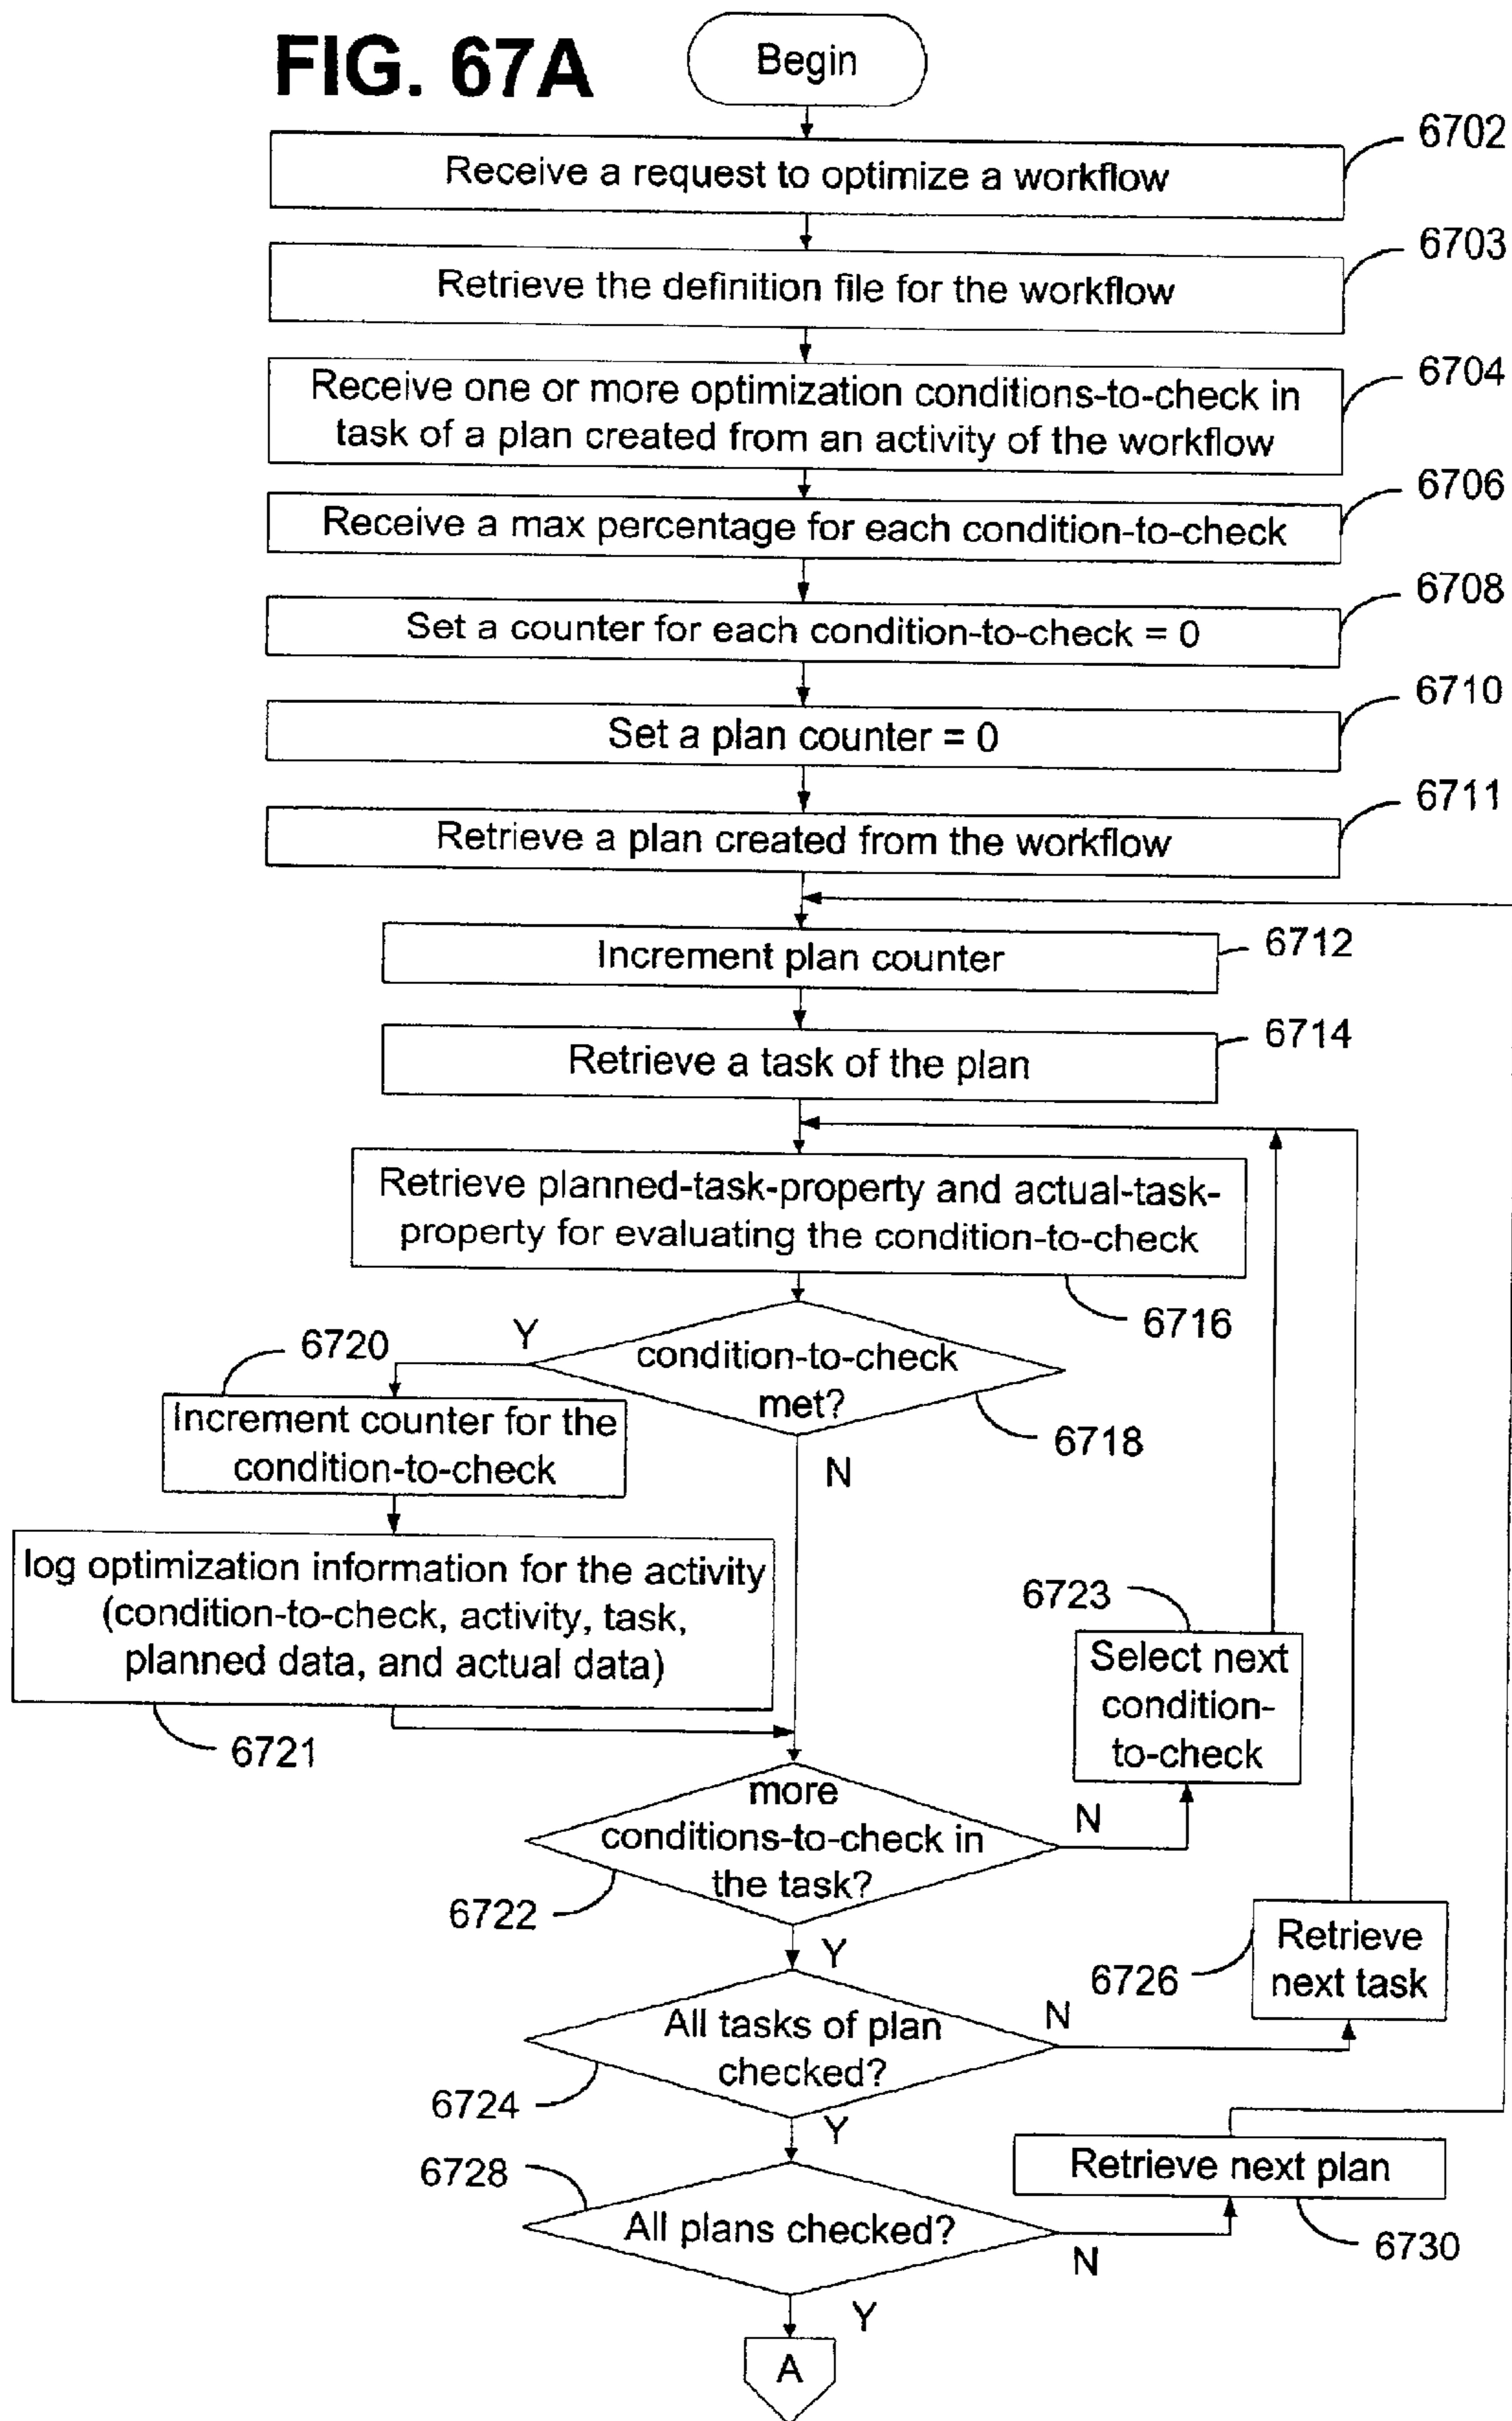 FIG. 67A
Begin
6702
Receive a request to optimize a workflow
6703
Retrieve the definition file for the workflow
6704
Receive one or more optimization conditions-to-check in
task of a plan created from an activity of the workflow
6706
Receive a max percentage for each condition-to-check
6708
Set a counter for each condition-to-check = 0
6710
Set a plan counter = 0
6711
Retrieve a plan created from the workflow
6712
Increment plan counter
6714
Retrieve a task of the plan
Retrieve planned-task-property and actual-task-
property for evaluating the condition-to-check
6716
Y
6720
condition-to-check
met?
6718
Increment counter for the
condition-to-check
N
log optimization information for the activity
(condition-to-check, activity, task,
planned data, and actual data)
6721
6723
Select next
condition-
to-check
more
conditions-to-check in
the task?
N
6722
Y
Retrieve
next task
6726
All tasks of plan
checked?
N
6724
Y
6728
Retrieve next plan
All plans checked?
N
6730
Y
A